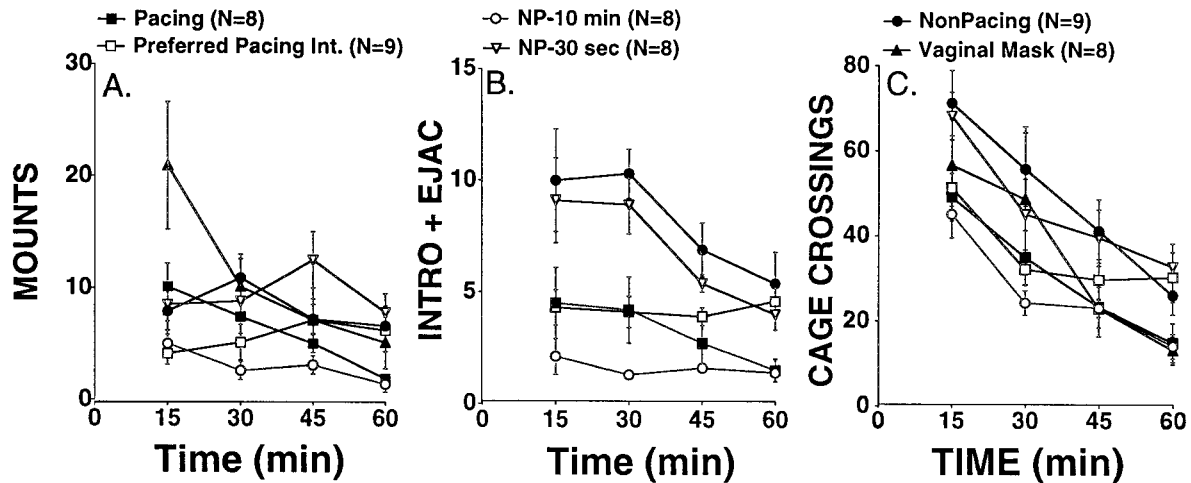 Pacing (N=8)
Preferred Pacing Int. (N=9)
NP-10 min (N=8)
NP-30 sec (N=8)
NonPacing (N=9)
Vaginal Mask (N=8)
A.
30
20
10
0
MOUNTS
0 15 30 45 60
Time (min)
B.
15
10
5
0
INTRO + EJAC
0 15 30 45 60
Time (min)
C.
80
60
40
20
0
CAGE CROSSINGS
0 15 30 45 60
TIME (min)